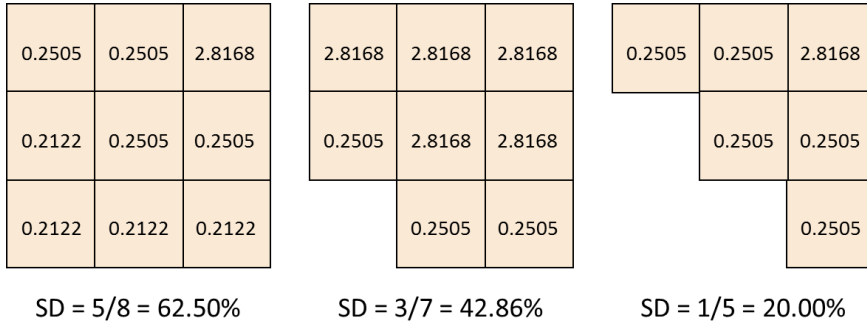 0.2505 0.2505 2.8168 2.8168 2.8168 2.8168 0.2505 0.2505 2.8168
0.2122 0.2505 0.2505 0.2505 2.8168 2.8168 0.2505 0.2505
0.2122 0.2122 0.2122 0.2505 0.2505 0.2505
SD = 5/8 = 62.50% SD = 3/7 = 42.86% SD = 1/5 = 20.00%